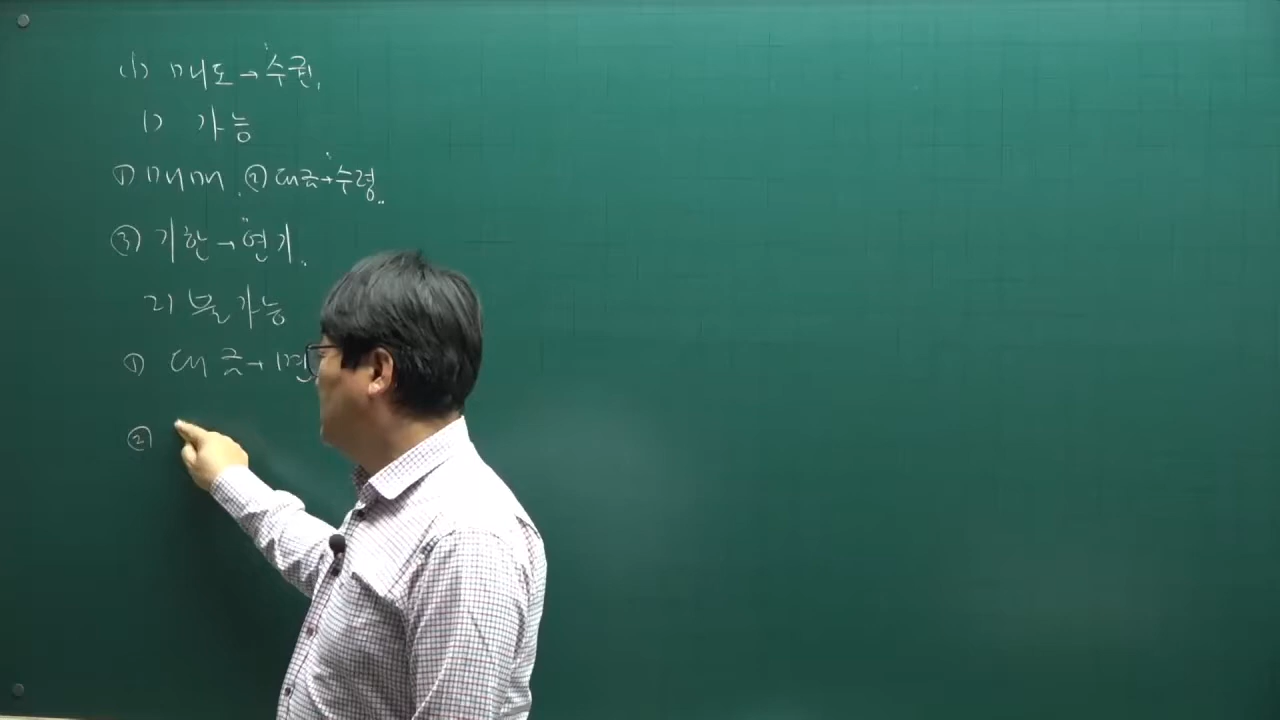 (1) 매도→수권.
1) 가능
① 매매. ② 대금→수령..
③ 기한→연기.
2) 불가능
① 대금→면
②